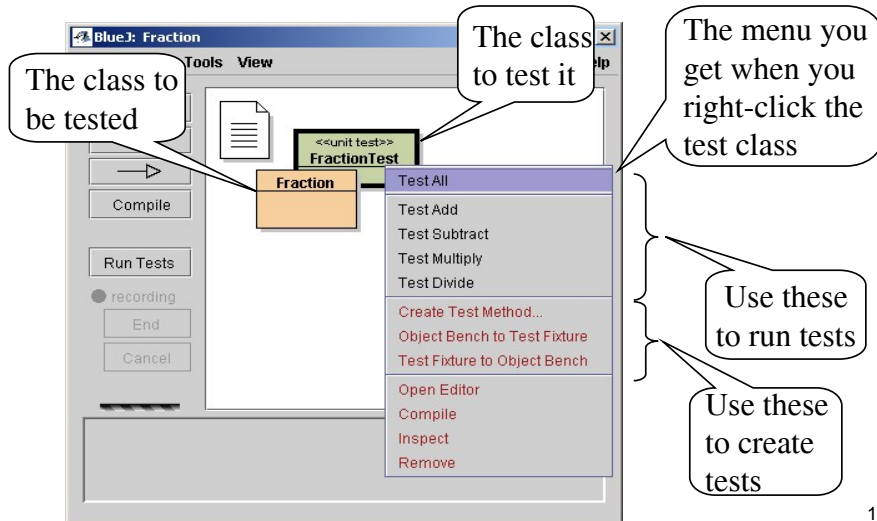 BlueJ: Fraction
Tools View
elp
The class to
be tested
The class
to test it
The menu you
get when you
right-click the
test class
<<unit test>>
FractionTest
Fraction
Compile
Run Tests
recording
End
Cancel
Test All
Test Add
Test Subtract
Test Multiply
Test Divide
Create Test Method...
Object Bench to Test Fixture
Test Fixture to Object Bench
Open Editor
Compile
Inspect
Remove
Use these
to run tests
Use these
to create
tests
1